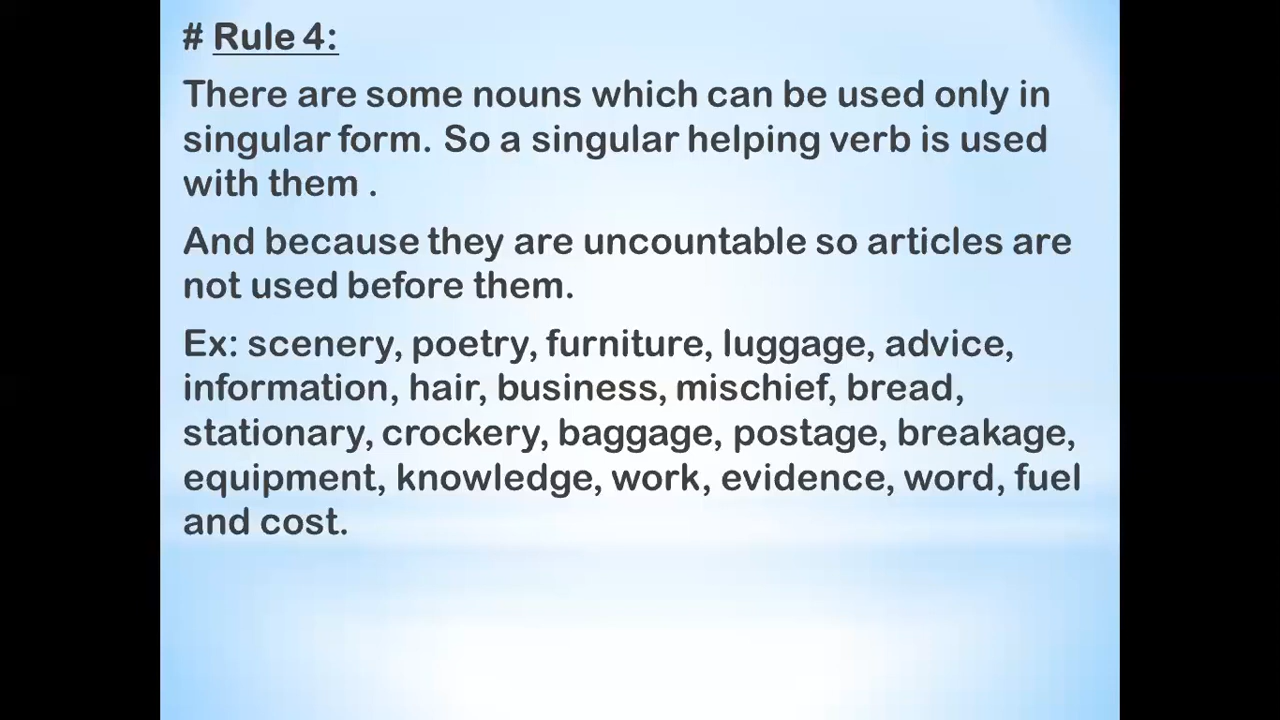 # Rule 4:
There are some nouns which can be used only in
singular form. So a singular helping verb is used
with them .
And because they are uncountable so articles are
not used before them.
Ex: scenery, poetry, furniture, luggage, advice,
information, hair, business, mischief, bread,
stationary, crockery, baggage, postage, breakage,
equipment, knowledge, work, evidence, word, fuel
and cost.